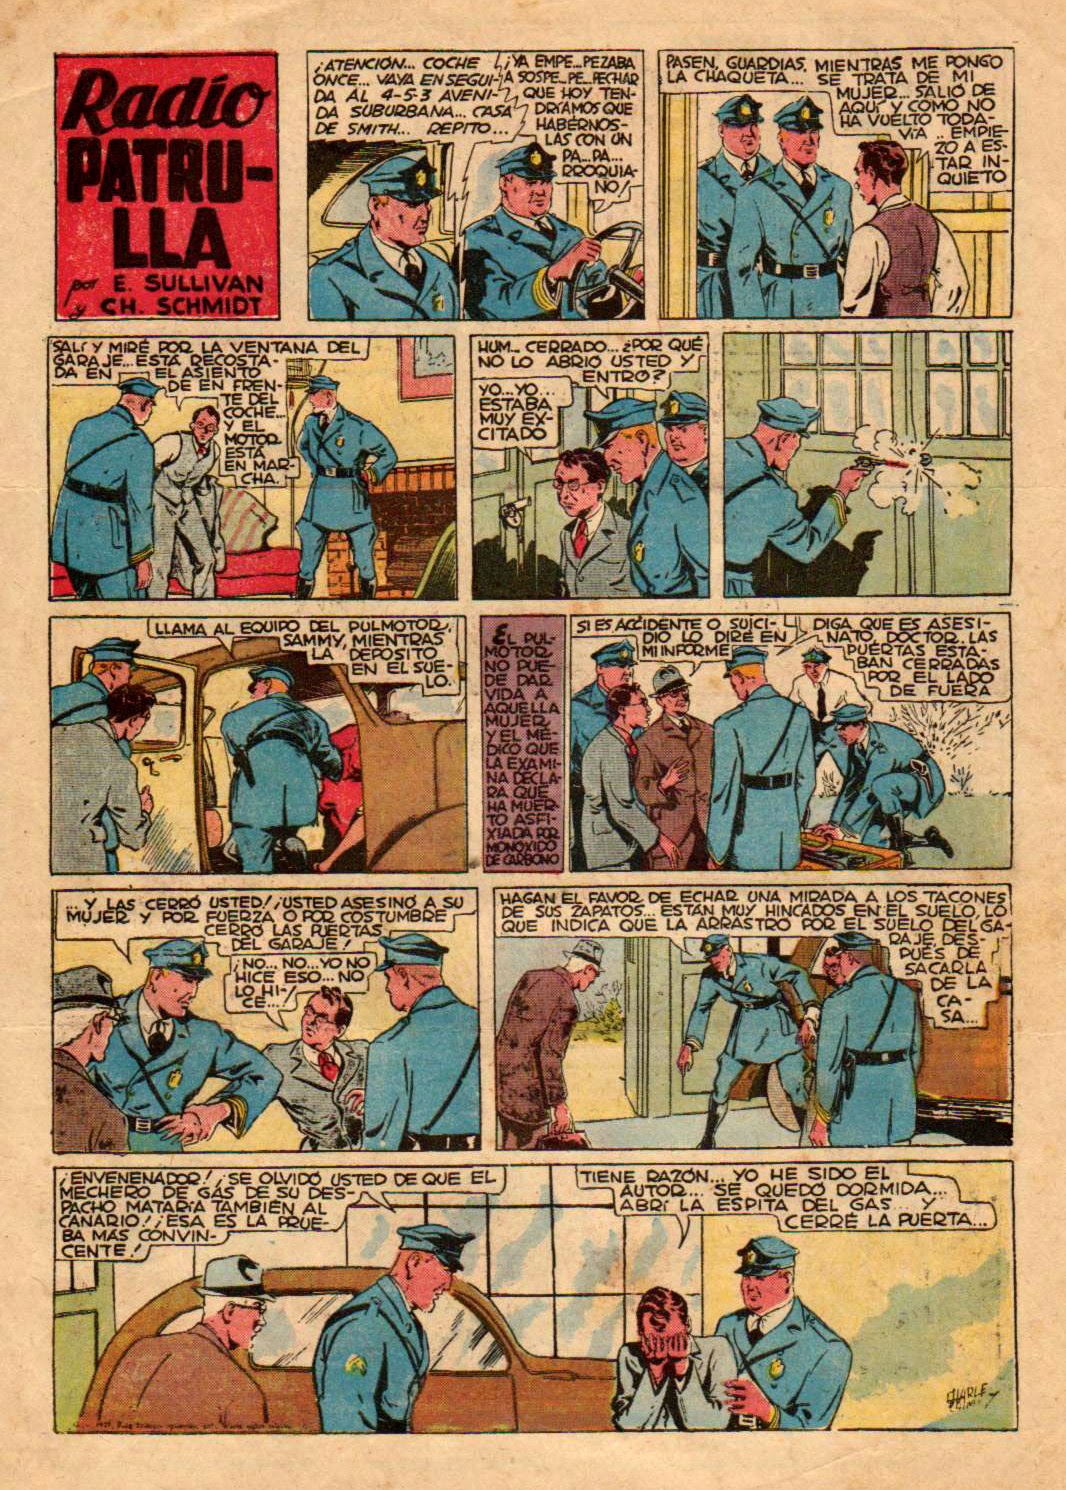 Radio
PATRU-
LLA
por E. SULLIVAN
y CH. SCHMIDT
¡ATENCIÓN... COCHE
ONCE... VAYA EN SEGUI-
DA AL 4-5-3 AVENI-
DA SUBURBANA... CASA
DE SMITH... REPITO...
¡YA EMPE...PEZABA
A SOSPE...PE...PECHAR
QUE HOY TEN-
DRÍAMOS QUE
HABÉRNOS-
LAS CON UN
PA...PA...
RROQUIA-
NO!
PASEN, GUARDIAS, MIENTRAS ME PONGO
LA CHAQUETA... SE TRATA DE MI
MUJER... SALIÓ DE
AQUÍ Y COMO NO
HA VUELTO TODA-
VÍA .. EMPIE-
ZO A ES-
TAR IN-
QUIETO
SALÍ Y MIRÉ POR LA VENTANA DEL
GARAJE... ESTÁ RECOSTA-
DA EN EL ASIENTO
DE EN FREN-
TE DEL
COCHE...
Y EL
MOTOR
ESTÁ
EN MAR-
CHA.
HUM... CERRADO... ¿POR QUÉ
NO LO ABRIÓ USTED Y
ENTRÓ?
YO... YO...
ESTABA
MUY EX-
CITADO
LLAMA AL EQUIPO DEL PULMOTOR,
SAMMY, MIENTRAS
LA DEPOSITO
EN EL SUE-
LO.
EL PUL-
MOTOR
NO PUE-
DE DAR
VIDA A
AQUELLA
MUJER
Y EL MÉ-
DICO QUE
LA EXAMI-
NA DECLA-
RA QUE
HA MUER-
TO ASFI-
XIADA POR
MONÓXIDO
DE CARBONO
SI ES ACCIDENTE O SUICI-
DIO LO DIRÉ EN
MI INFORME
DIGA QUE ES ASESI-
NATO, DOCTOR. LAS
PUERTAS ESTA-
BAN CERRADAS
POR EL LADO
DE FUERA
... Y LAS CERRÓ USTED! ¡USTED ASESINÓ A SU
MUJER Y POR FUERZA O POR COSTUMBRE
CERRÓ LAS PUERTAS
DEL GARAJE!
¡NO... NO... YO NO
HICE ESO... NO
LO HI-
CE...!
HAGAN EL FAVOR DE ECHAR UNA MIRADA A LOS TACONES
DE SUS ZAPATOS... ESTÁN MUY HINCADOS EN EL SUELO, LO
QUE INDICA QUE LA ARRASTRÓ POR EL SUELO DEL GA-
RAJE DES-
PUÉS DE
SACARLA
DE LA
CA-
SA...
¡ENVENENADOR! ¡SE OLVIDÓ USTED DE QUE EL
MECHERO DE GAS DE SU DES-
PACHO MATARÍA TAMBIÉN AL
CANARIO! ¡ESA ES LA PRUE-
BA MÁS CONVIN-
CENTE!
TIENE RAZÓN... YO HE SIDO EL
AUTOR... SE QUEDÓ DORMIDA...
ABRÍ LA ESPITA DEL GAS... Y
CERRÉ LA PUERTA...
CHARLIE